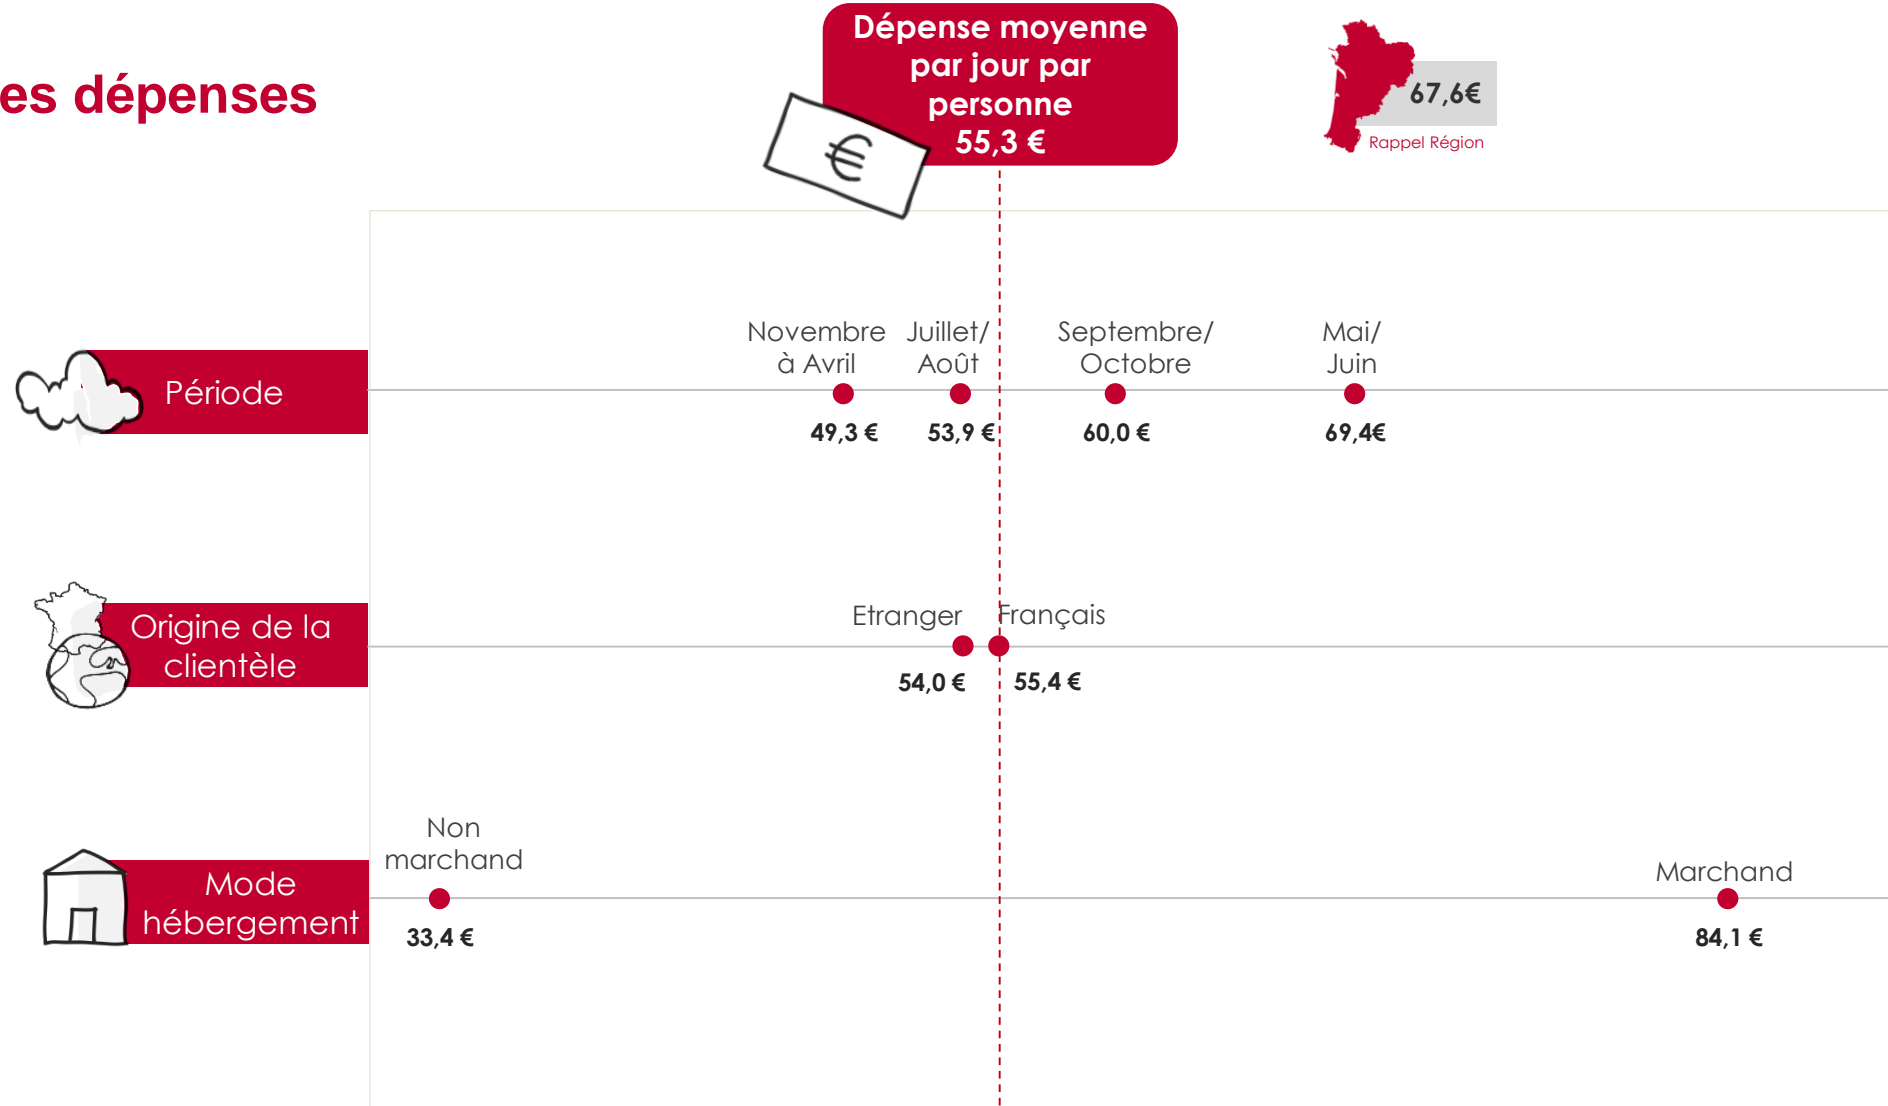 es dépenses
Dépense moyenne
par jour par
personne
55,3 €
€
67,6€
Rappel Région
Période
Novembre
à Avril
49,3 €
Juillet/
Août
53,9 €
Septembre/
Octobre
60,0 €
Mai/
Juin
69,4€
Origine de la
clientèle
Etranger
54,0 €
Français
55,4 €
Mode
hébergement
Non
marchand
33,4 €
Marchand
84,1 €